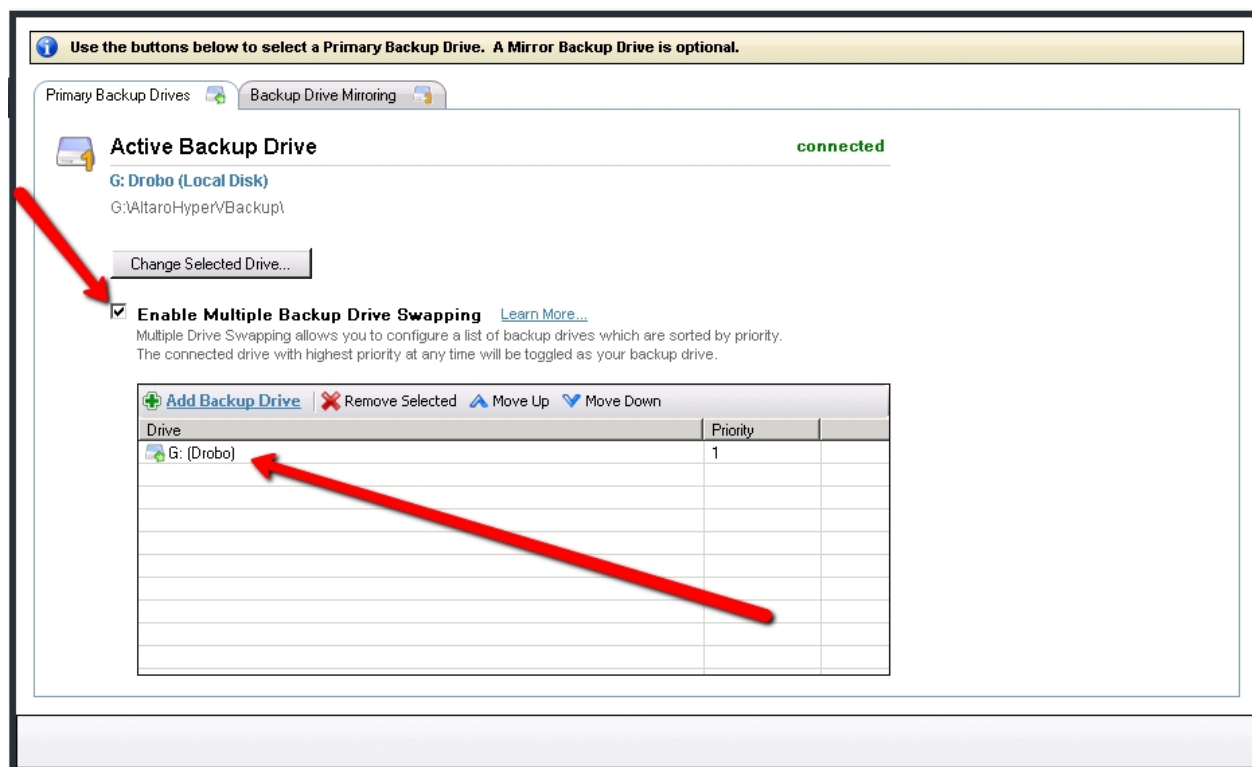 Use the buttons below to select a Primary Backup Drive. A Mirror Backup Drive is optional.
Primary Backup Drives
Backup Drive Mirroring
Active Backup Drive
connected
G: Drobo (Local Disk)
G:\AltaroHyperVBackup\
Change Selected Drive...
Enable Multiple Backup Drive Swapping Learn More...
Multiple Drive Swapping allows you to configure a list of backup drives which are sorted by priority.
The connected drive with highest priority at any time will be toggled as your backup drive.
Add Backup Drive Remove Selected Move Up Move Down
Drive Priority
G: (Drobo) 1